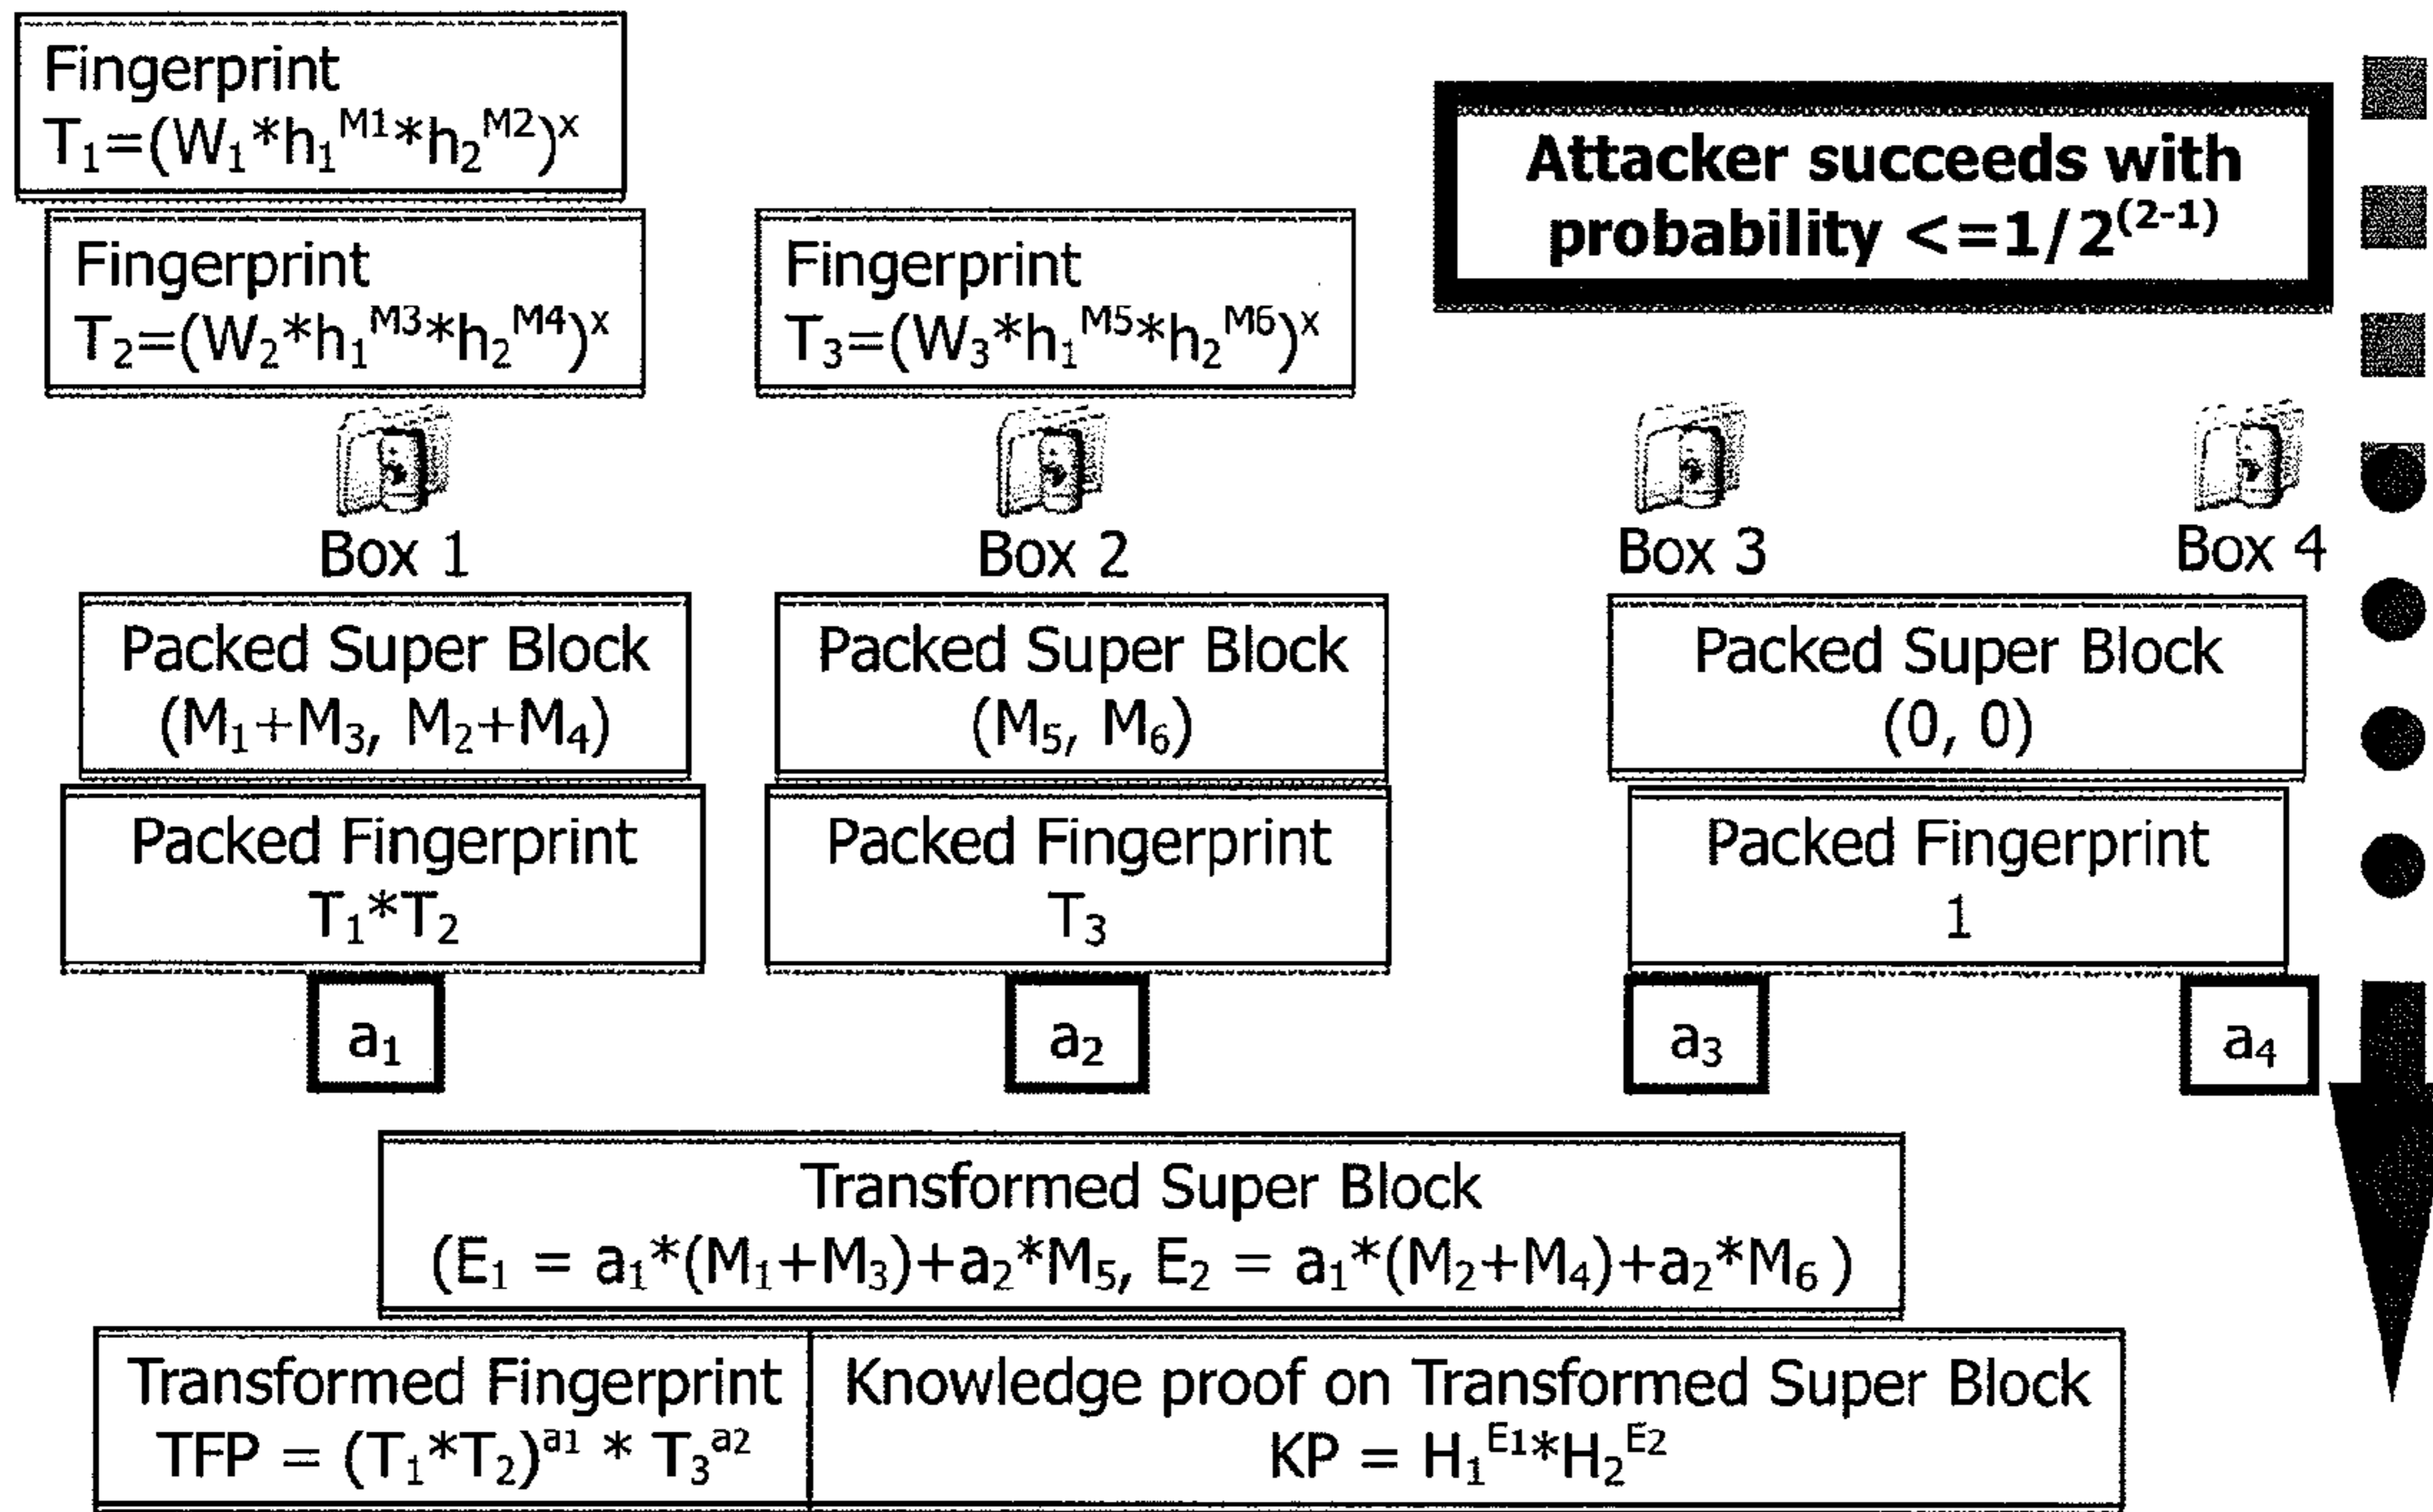 Fingerprint
T₁=(W₁*h₁ᴹ¹*h₂ᴹ²)ˣ
Fingerprint
T₂=(W₂*h₁ᴹ³*h₂ᴹ⁴)ˣ
Fingerprint
T₃=(W₃*h₁ᴹ⁵*h₂ᴹ⁶)ˣ
Attacker succeeds with
probability <=1/2⁽²⁻¹⁾
Box 1
Box 2
Box 3
Box 4
Packed Super Block
(M₁+M₃, M₂+M₄)
Packed Super Block
(M₅, M₆)
Packed Super Block
(0, 0)
Packed Fingerprint
T₁*T₂
Packed Fingerprint
T₃
Packed Fingerprint
1
a₁
a₂
a₃
a₄
Transformed Super Block
(E₁ = a₁*(M₁+M₃)+a₂*M₅, E₂ = a₁*(M₂+M₄)+a₂*M₆ )
Transformed Fingerprint
TFP = (T₁*T₂)ᵃ¹ * T₃ᵃ²
Knowledge proof on Transformed Super Block
KP = H₁ᴱ¹*H₂ᴱ²